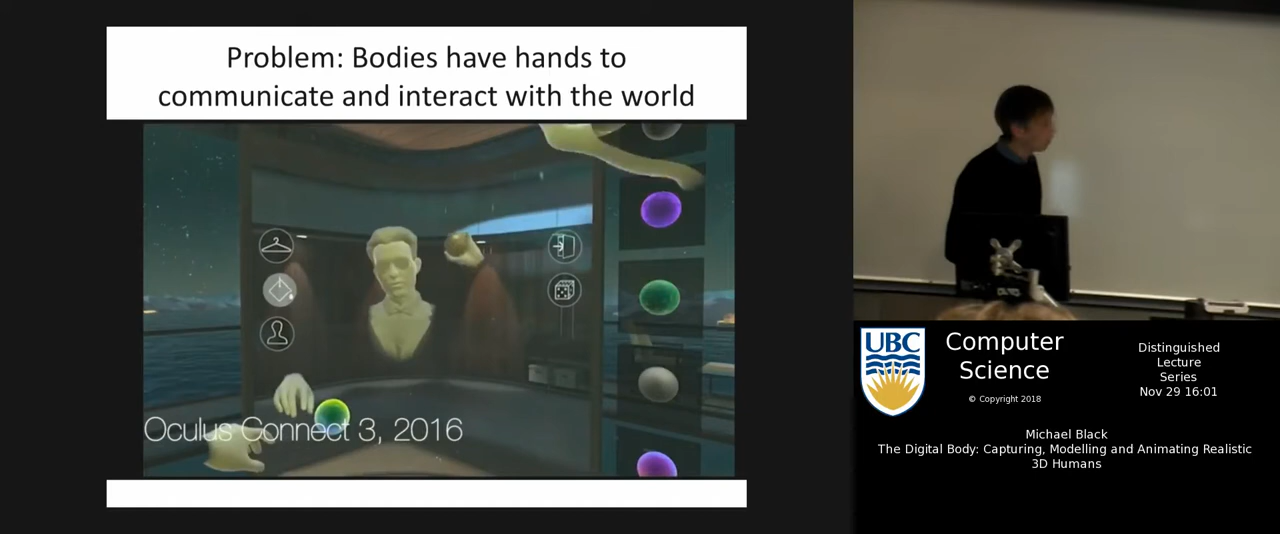 Problem: Bodies have hands to
communicate and interact with the world
Oculus Connect 3, 2016
UBC
Computer
Science
© Copyright 2018
Distinguished
Lecture
Series
Nov 29 16:01
Michael Black
The Digital Body: Capturing, Modelling and Animating Realistic
3D Humans